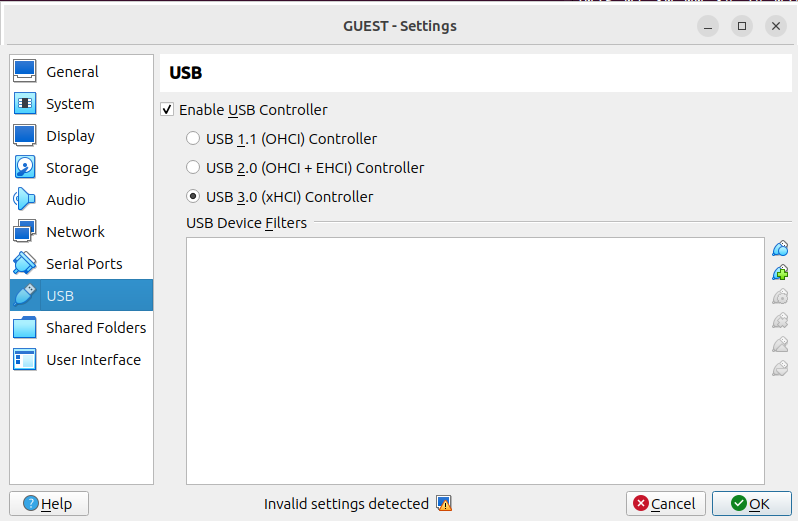 GUEST - Settings
General
System
Display
Storage
Audio
Network
Serial Ports
USB
Shared Folders
User Interface
USB
Enable USB Controller
USB 1.1 (OHCI) Controller
USB 2.0 (OHCI + EHCI) Controller
USB 3.0 (xHCI) Controller
USB Device Filters
Help
Invalid settings detected
Cancel
OK